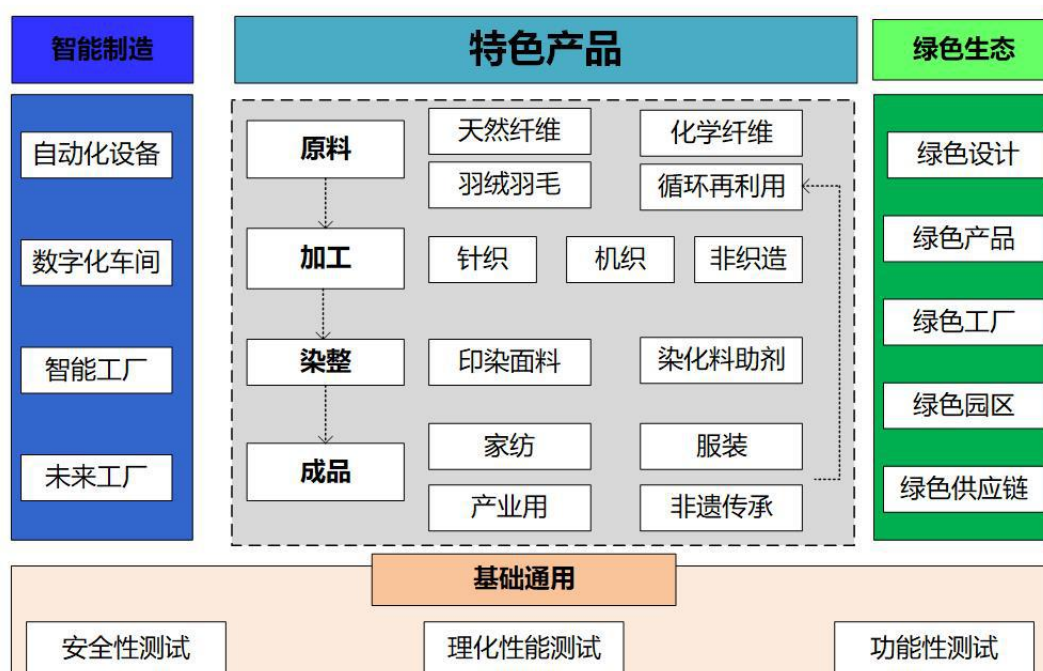 智能制造
特色产品
绿色生态
自动化设备
数字化车间
智能工厂
未来工厂
原料
天然纤维
化学纤维
羽绒羽毛
循环再利用
加工
针织
机织
非织造
染整
印染面料
染化料助剂
成品
家纺
服装
产业用
非遗传承
绿色设计
绿色产品
绿色工厂
绿色园区
绿色供应链
基础通用
安全性测试
理化性能测试
功能性测试